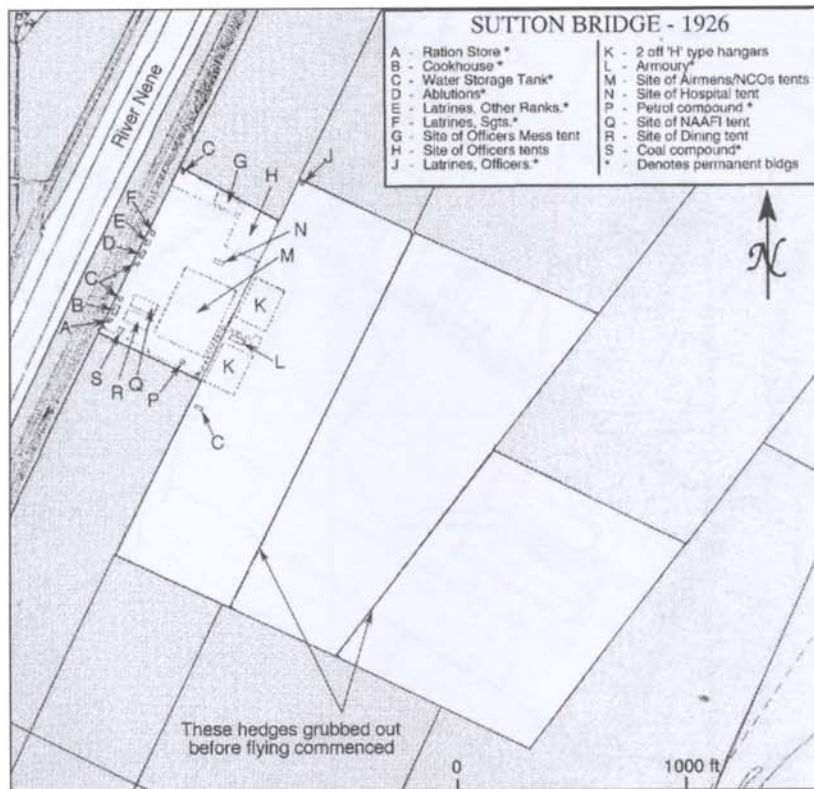 SUTTON BRIDGE - 1926
A - Ration Store *
B - Cookhouse *
C - Water Storage Tank*
D - Ablutions*
E - Latrines, Other Ranks.*
F - Latrines, Sgts.*
G - Site of Officers Mess tent
H - Site of Officers tents
J - Latrines, Officers.*
K - 2 off 'H' type hangars
L - Armoury*
M - Site of Airmens/NCOs tents
N - Site of Hospital tent
P - Petrol compound *
Q - Site of NAAFI tent
R - Site of Dining tent
S - Coal compound*
* - Denotes permanent bldgs
River Nene
C
G
H
J
F
E
D
C
B
A
N
M
K
K
L
S
R
Q
P
C
N
These hedges grubbed out
before flying commenced
0
1000 ft